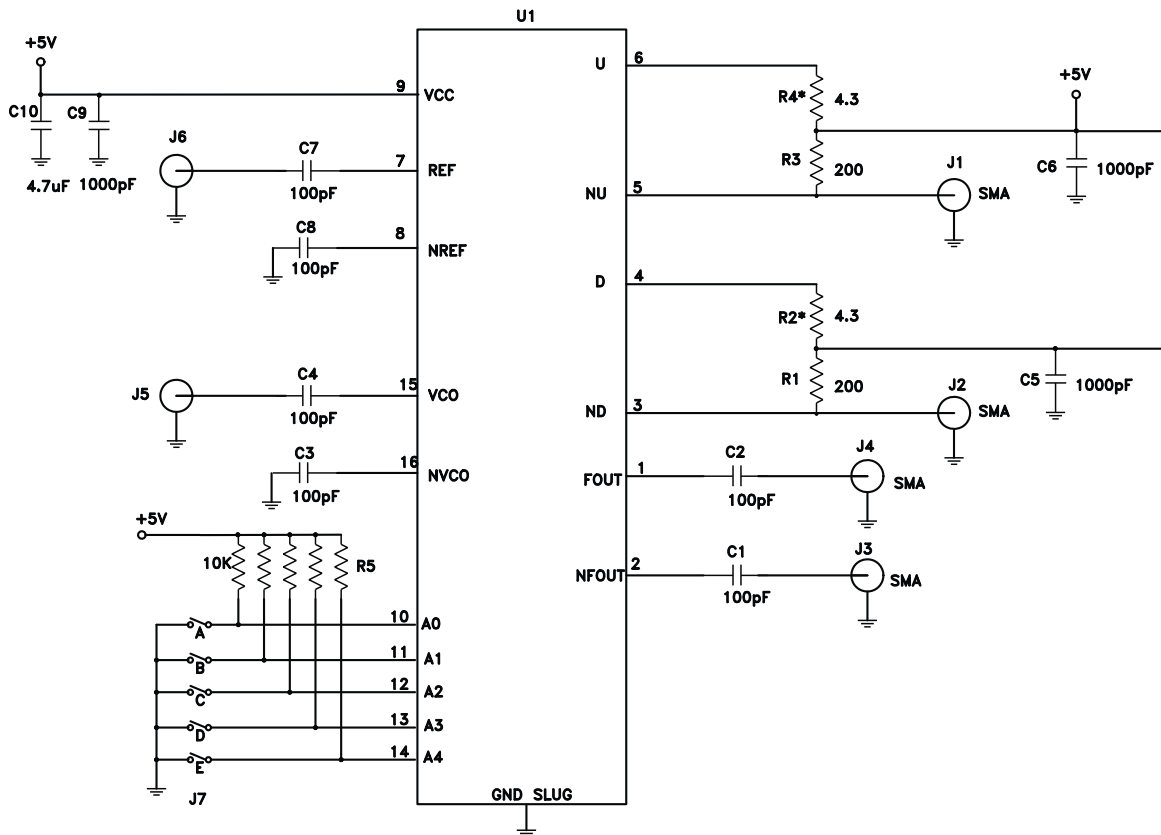 U1
+5V
C10
C9
4.7uF
1000pF
9
VCC
J6
C7
100pF
7
REF
C8
100pF
8
NREF
J5
C4
100pF
15
VCO
C3
100pF
16
NVCO
+5V
10K
R5
A
10
A0
B
11
A1
C
12
A2
D
13
A3
E
14
A4
J7
GND SLUG
U
6
R4*
4.3
+5V
R3
200
C6
1000pF
NU
5
J1
SMA
D
4
R2*
4.3
R1
200
C5
1000pF
ND
3
J2
SMA
FOUT
1
C2
100pF
J4
SMA
NFOUT
2
C1
100pF
J3
SMA